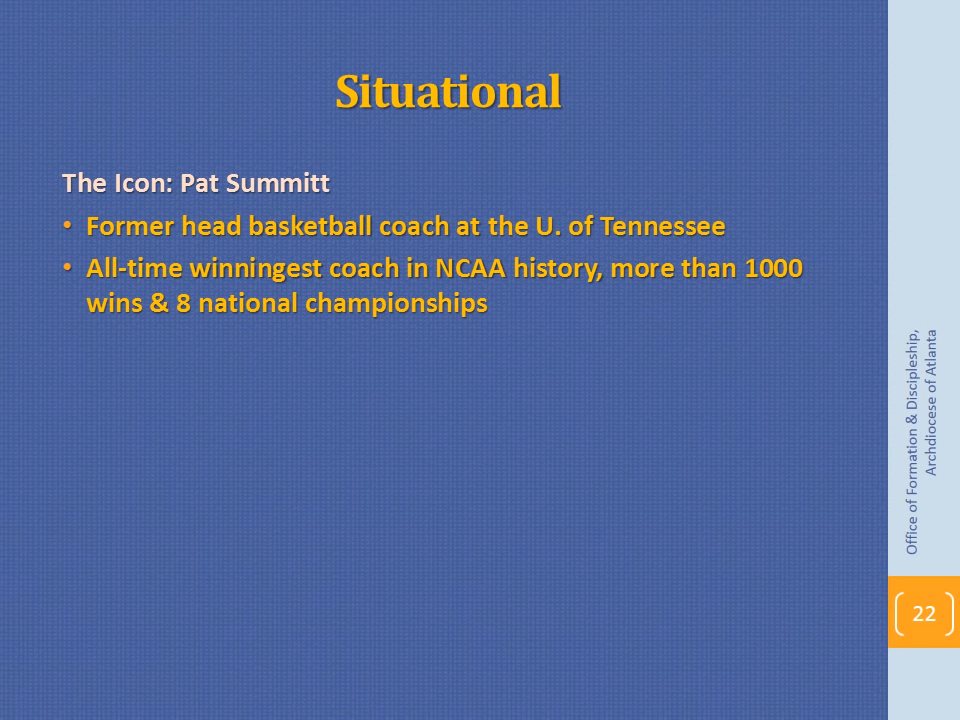 Situational
The Icon: Pat Summitt
• Former head basketball coach at the U. of Tennessee
• All-time winningest coach in NCAA history, more than 1000
wins & 8 national championships
Office of Formation & Discipleship,
Archdiocese of Atlanta
22